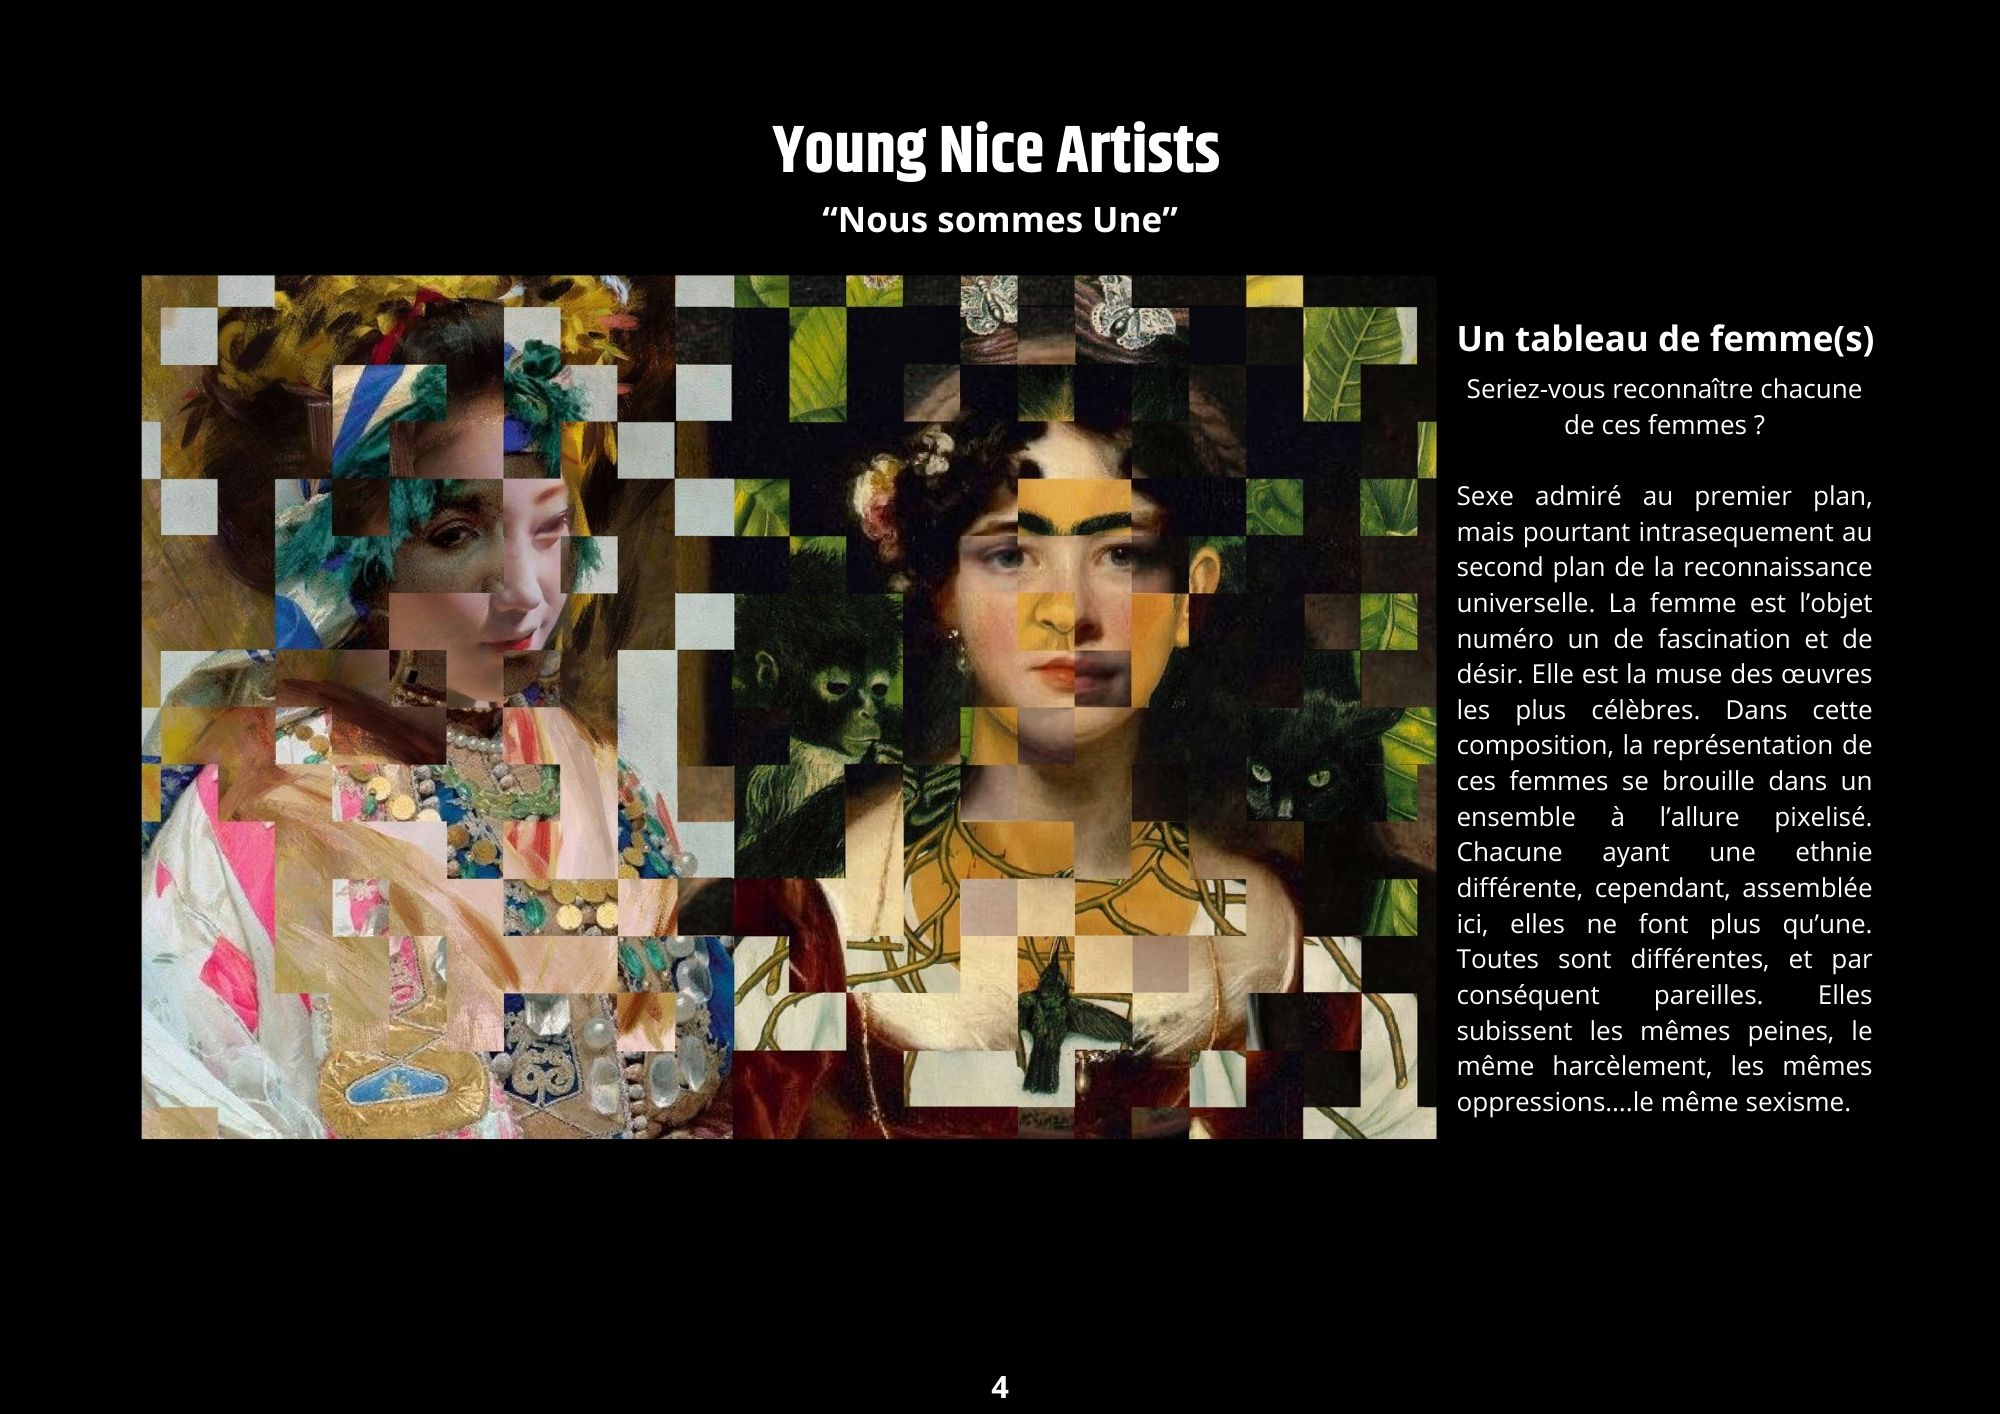 Young Nice Artists
“Nous sommes Une”
Un tableau de femme(s)
Seriez-vous reconnaître chacune
de ces femmes ?
Sexe admiré au premier plan,
mais pourtant intrasequement au
second plan de la reconnaissance
universelle. La femme est l’objet
numéro un de fascination et de
désir. Elle est la muse des œuvres
les plus célèbres. Dans cette
composition, la représentation de
ces femmes se brouille dans un
ensemble à l’allure pixelisé.
Chacune ayant une ethnie
différente, cependant, assemblée
ici, elles ne font plus qu’une.
Toutes sont différentes, et par
conséquent pareilles. Elles
subissent les mêmes peines, le
même harcèlement, les mêmes
oppressions....le même sexisme.
4